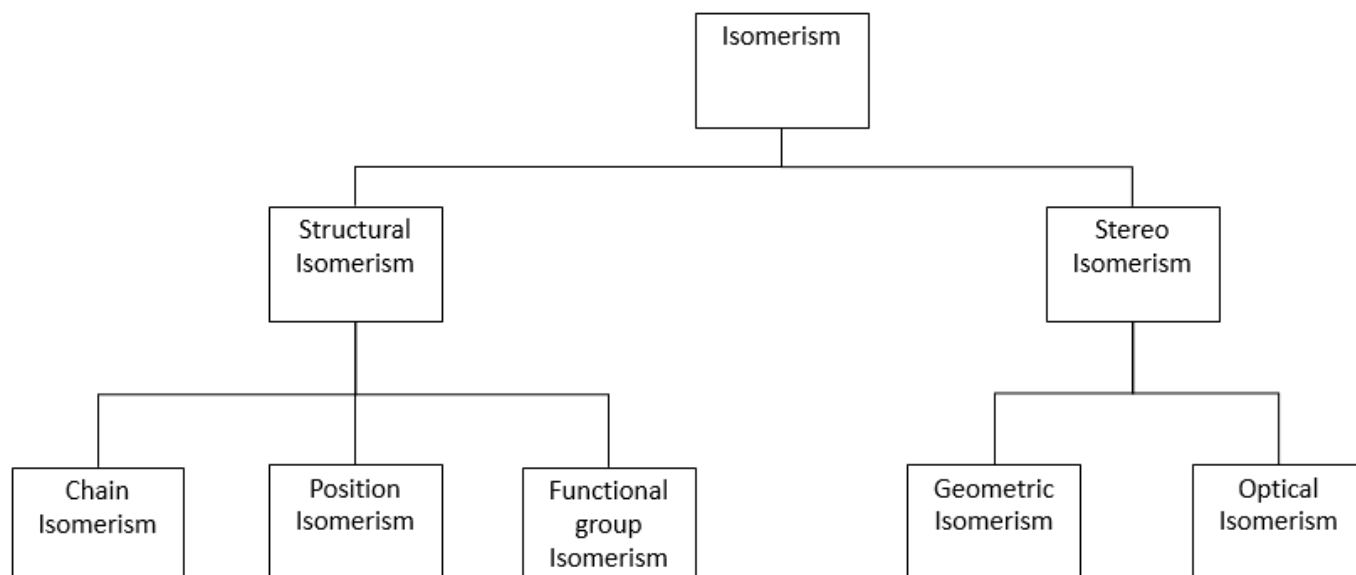 Isomerism
Structural
Isomerism
Stereo
Isomerism
Chain
Isomerism
Position
Isomerism
Functional
group
Isomerism
Geometric
Isomerism
Optical
Isomerism